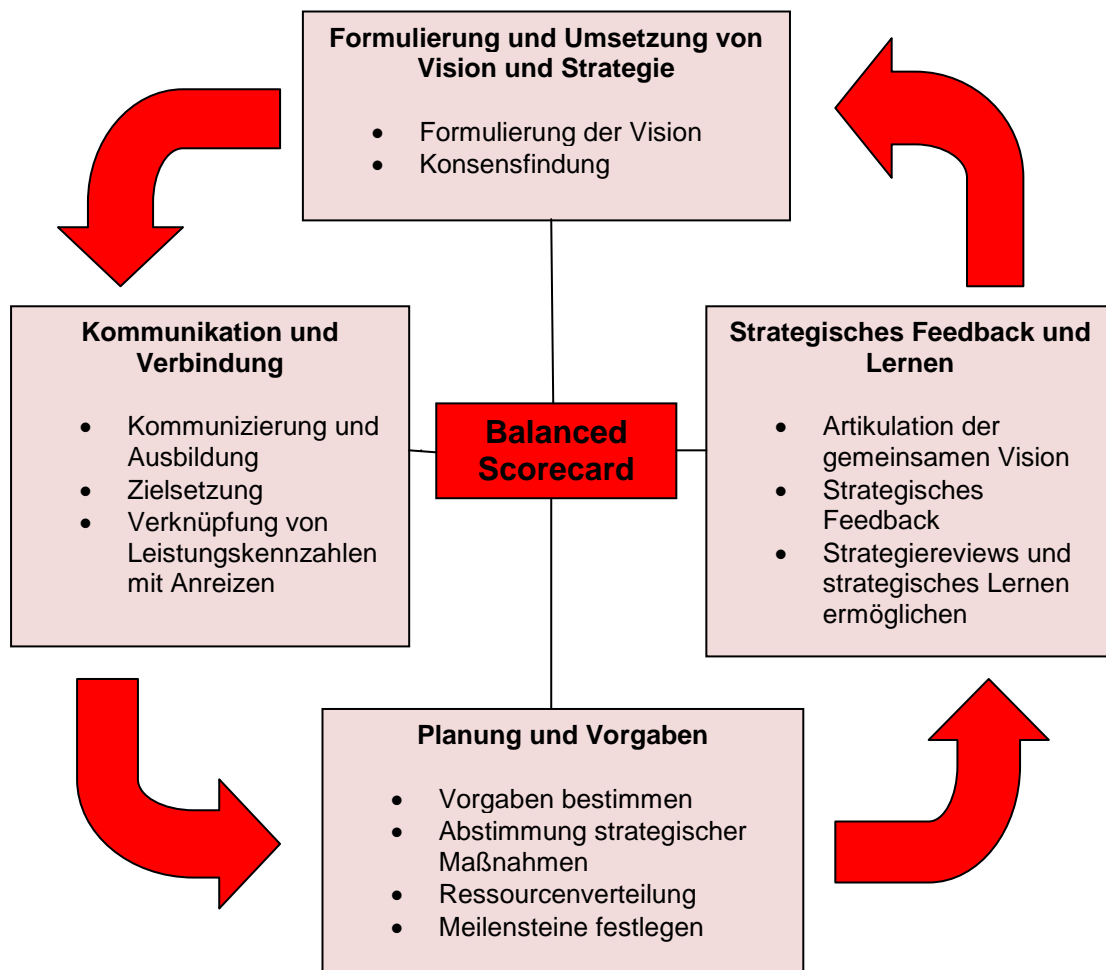 Formulierung und Umsetzung von
Vision und Strategie
• Formulierung der Vision
• Konsensfindung
Kommunikation und
Verbindung
• Kommunizierung und
Ausbildung
• Zielsetzung
• Verknüpfung von
Leistungskennzahlen
mit Anreizen
Balanced
Scorecard
Strategisches Feedback und
Lernen
• Artikulation der
gemeinsamen Vision
• Strategisches
Feedback
• Strategiereviews und
strategisches Lernen
ermöglichen
Planung und Vorgaben
• Vorgaben bestimmen
• Abstimmung strategischer
Maßnahmen
• Ressourcenverteilung
• Meilensteine festlegen